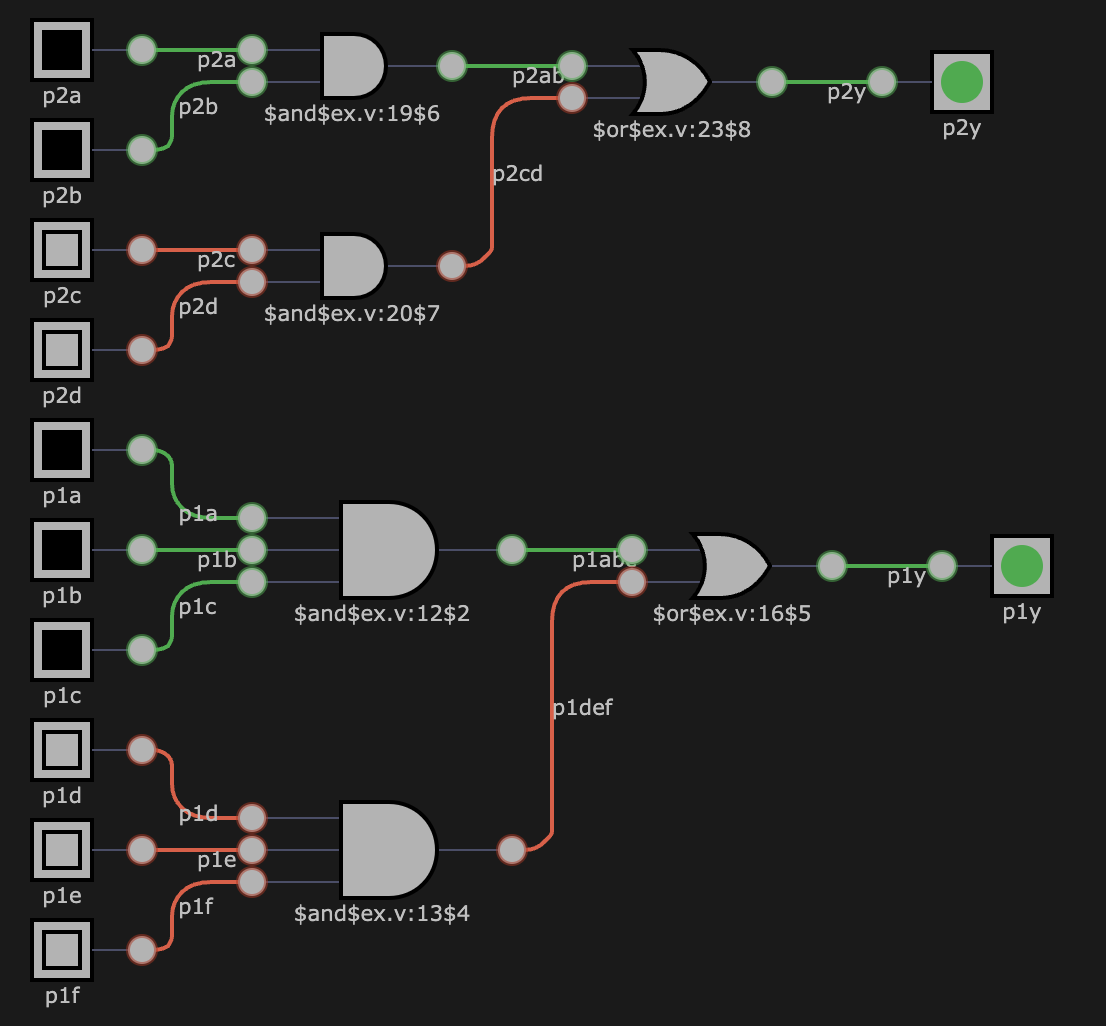 p2a
p2a
p2ab
p2y
p2y
p2b
p2b
$and$ex.v:19$6
$or$ex.v:23$8
p2cd
p2c
p2c
p2d
p2d
$and$ex.v:20$7
p1a
p1a
p1b
p1b
p1abc
p1y
p1y
p1c
p1c
$and$ex.v:12$2
$or$ex.v:16$5
p1def
p1d
p1d
p1e
p1e
p1f
p1f
$and$ex.v:13$4